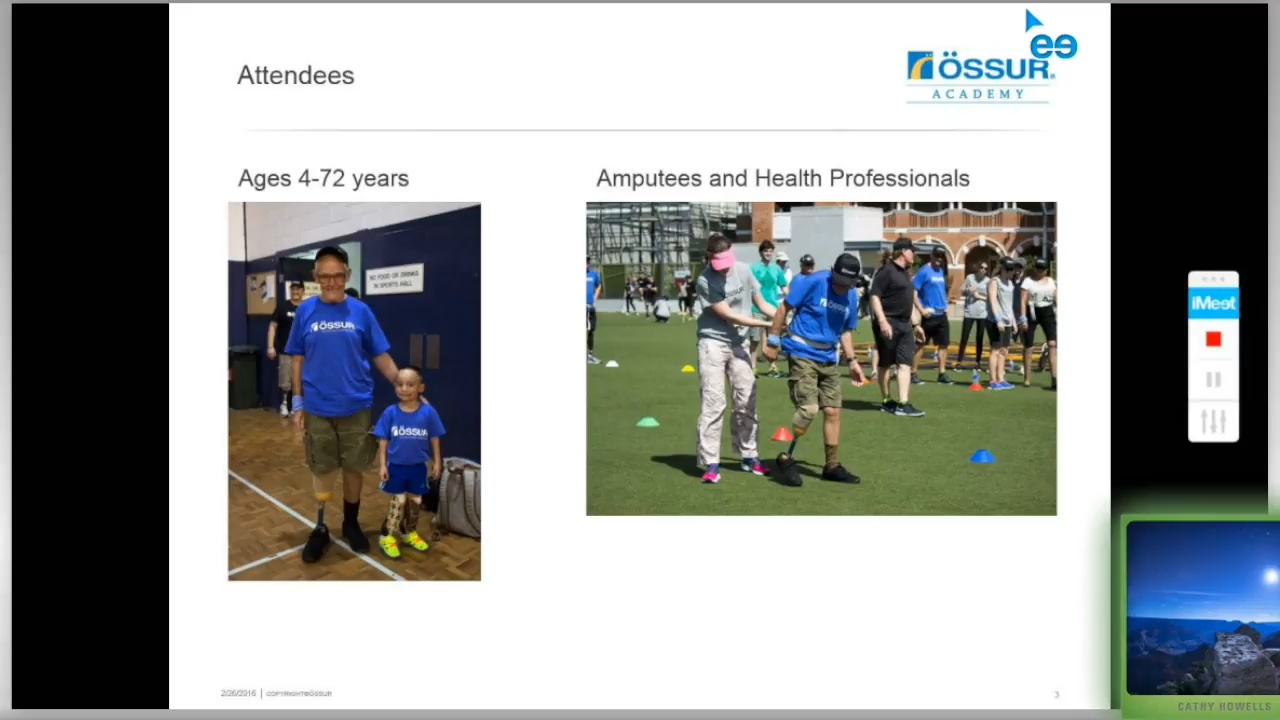 Attendees
ÖSSUR®
ACADEMY
Ages 4-72 years
Amputees and Health Professionals
NO FOOD OR DRINKS
IN SPORTS HALL
ÖSSUR
ÖSSUR
iMeet
2/26/2016 | COPYRIGHT©ÖSSUR
3
CATHY HOWELLS